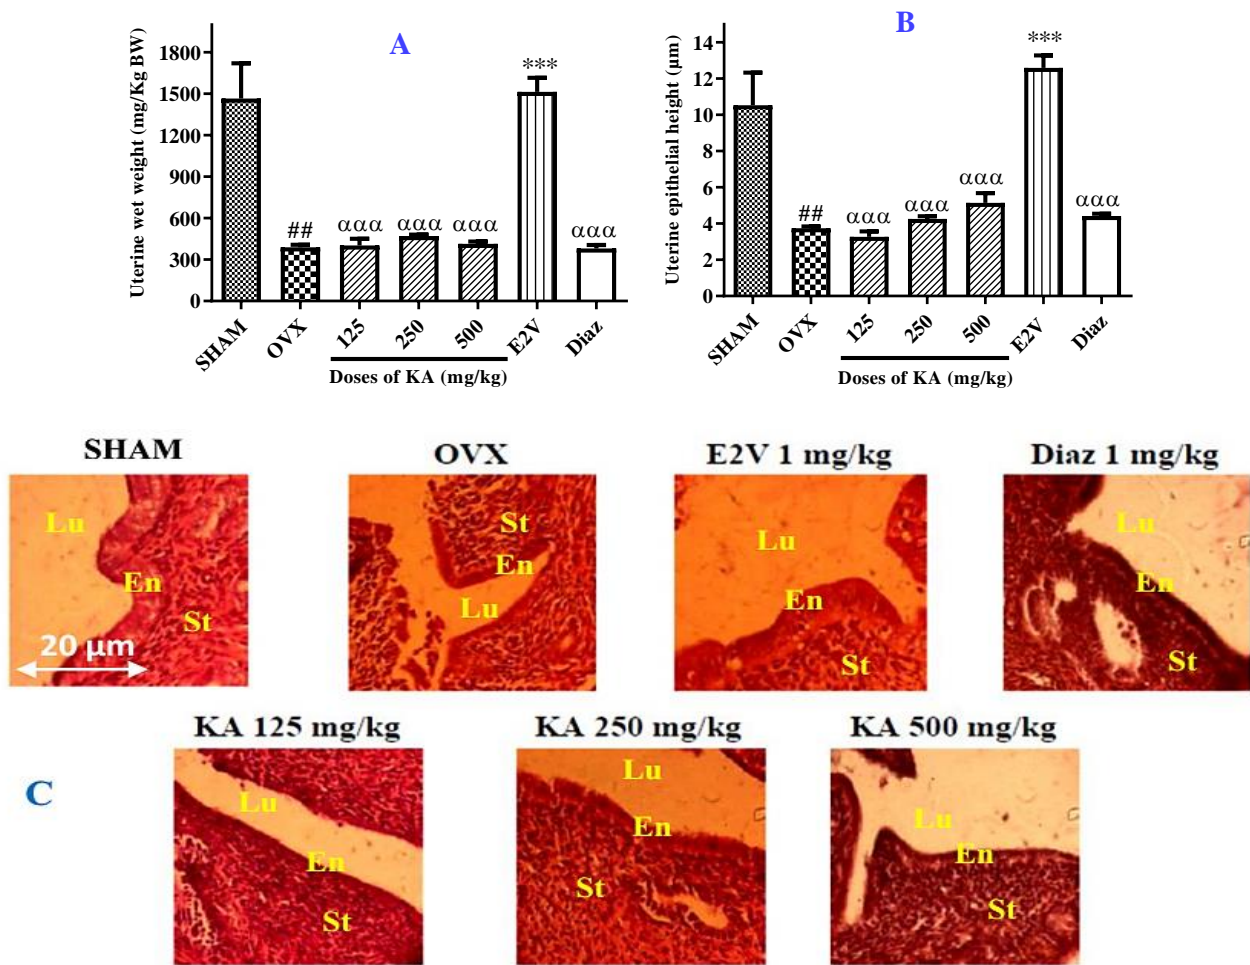 A
Uterine wet weight (mg/Kg BW)
1800
1500
1200
900
600
300
0
##
ααα
ααα
ααα
***
ααα
SHAM
OVX
125
250
500
E2V
Diaz
Doses of KA (mg/kg)
B
Uterine epithelial height (µm)
14
12
10
8
6
4
2
0
##
ααα
ααα
ααα
***
ααα
SHAM
OVX
125
250
500
E2V
Diaz
Doses of KA (mg/kg)
SHAM
Lu
En
St
20 µm
OVX
St
En
Lu
E2V 1 mg/kg
Lu
En
St
Diaz 1 mg/kg
Lu
En
St
C
KA 125 mg/kg
Lu
En
St
KA 250 mg/kg
Lu
En
St
KA 500 mg/kg
Lu
En
St